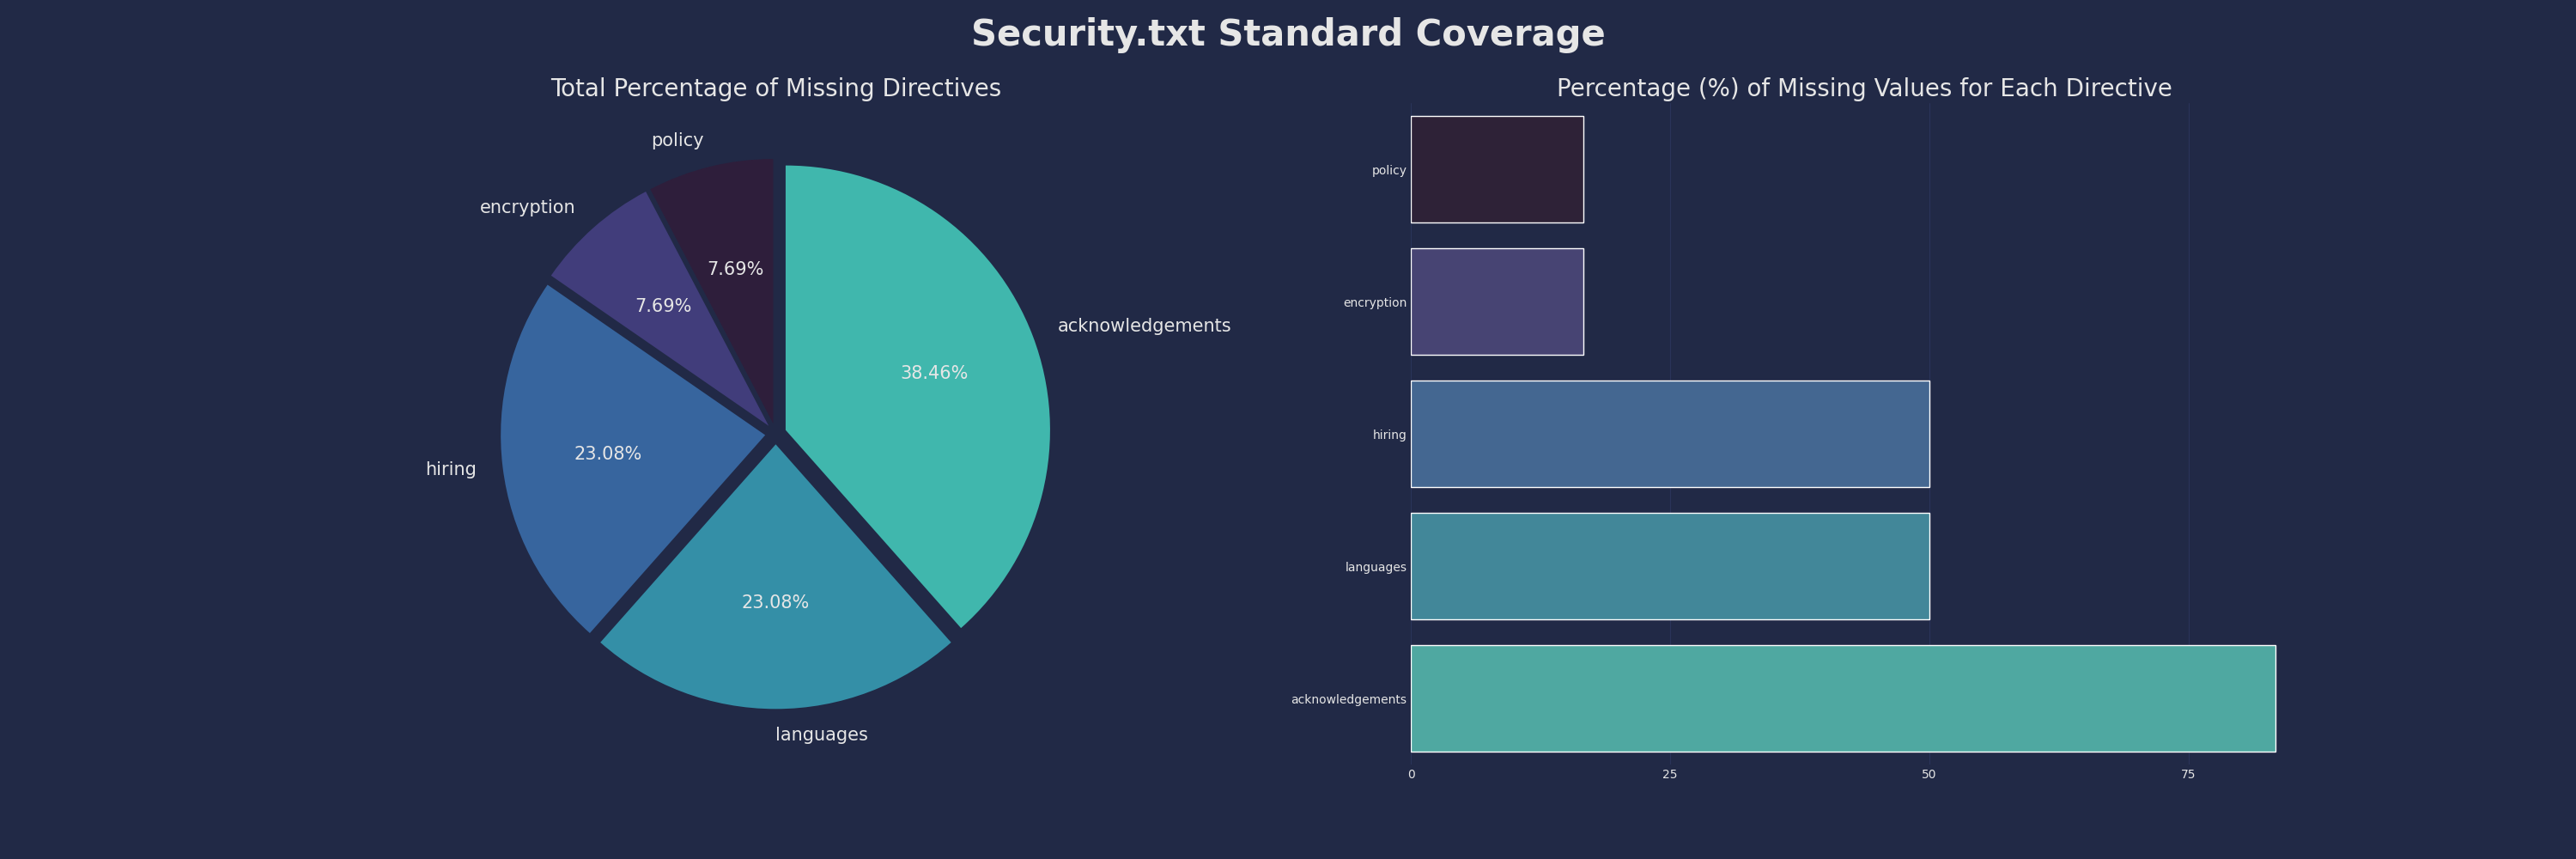 Security.txt Standard Coverage
Total Percentage of Missing Directives
policy
encryption
7.69%
7.69%
acknowledgements
38.46%
hiring
23.08%
23.08%
languages
Percentage (%) of Missing Values for Each Directive
policy
encryption
hiring
languages
acknowledgements
0 25 50 75